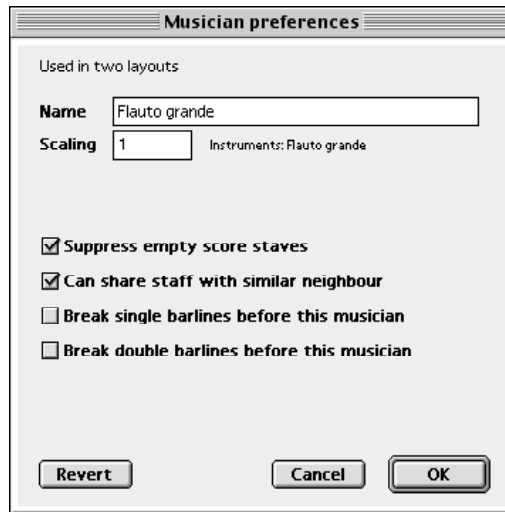 Musician preferences
Used in two layouts
Name Flauto grande
Scaling 1 Instruments: Flauto grande
Suppress empty score staves
Can share staff with similar neighbour
Break single barlines before this musician
Break double barlines before this musician
Revert Cancel OK